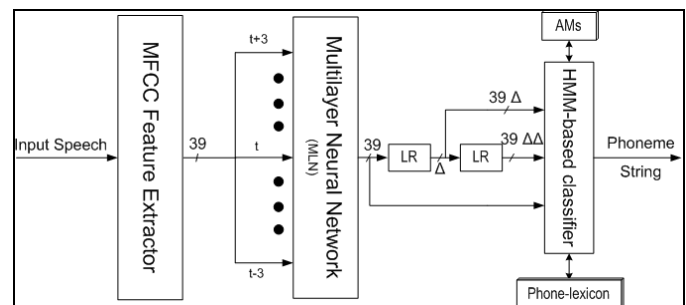 AMs
Input Speech
MFCC Feature Extractor
39
t+3
t
t-3
Multilayer Neural Network
(MLN)
39
LR
Δ
LR
39 Δ
39 ΔΔ
HMM-based classifier
Phoneme
String
Phone-lexicon